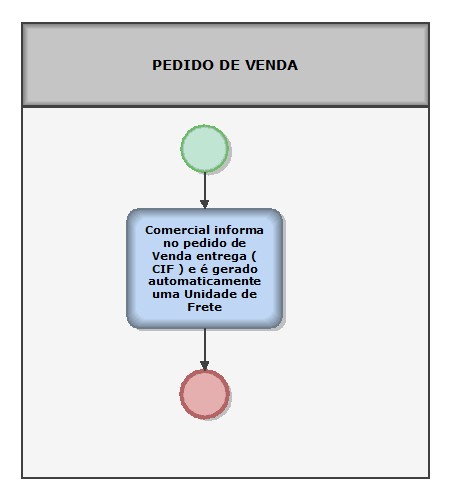 PEDIDO DE VENDA
Comercial informa
no pedido de
Venda entrega (
CIF ) e é gerado
automaticamente
uma Unidade de
Frete